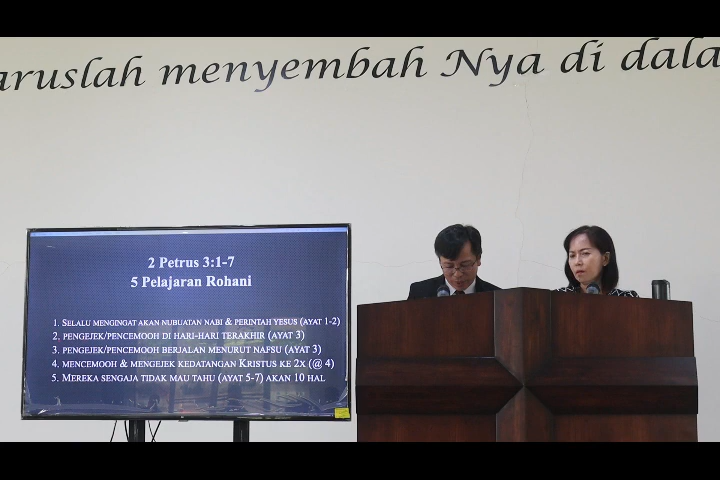 aruslah menyembah Nya di dala
2 Petrus 3:1-7
5 Pelajaran Rohani
1. Selalu mengingat akan nubuatan nabi & perintah Yesus (ayat 1-2)
2. pengejek/pencemooh di hari-hari terakhir (ayat 3)
3. pengejek/pencemooh berjalan menurut nafsu (ayat 3)
4. mencemooh & mengejek kedatangan Kristus ke 2x (@ 4)
5. Mereka sengaja tidak mau tahu (ayat 5-7) akan 10 hal